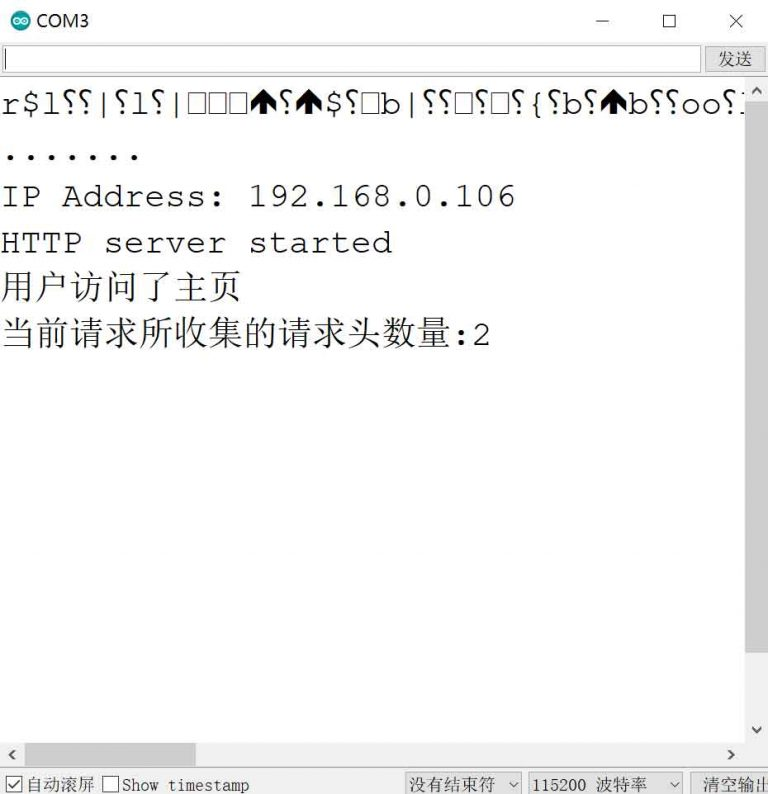 COM3
发送
.......
IP Address: 192.168.0.106
HTTP server started
用户访问了主页
当前请求所收集的请求头数量:2
自动滚屏 Show timestamp 没有结束符 115200 波特率 清空输出